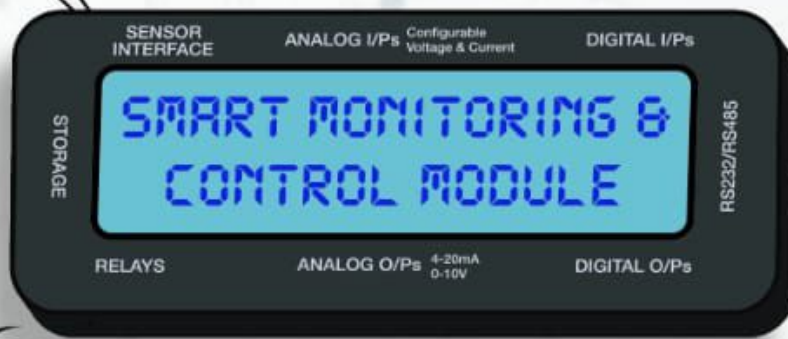 SENSOR
INTERFACE
ANALOG I/Ps Configurable
Voltage & Current
DIGITAL I/Ps
STORAGE
SMART MONITORING &
CONTROL MODULE
RS232/RS485
RELAYS
ANALOG O/Ps 4-20mA
0-10V
DIGITAL O/Ps